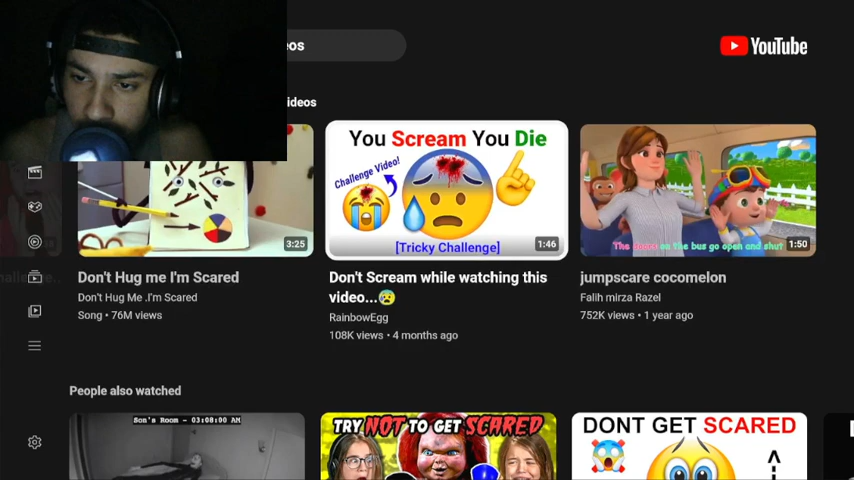 eos
YouTube
ideos
You Scream You Die
Challenge Video!
[Tricky Challenge]
3:25
1:46
The doors on the bus go open and shut
1:50
Don't Hug me I'm Scared
Don't Hug Me .I'm Scared
Song • 76M views
Don't Scream while watching this
video...😰
RainbowEgg
108K views • 4 months ago
jumpscare cocomelon
Falih mirza Razel
752K views • 1 year ago
People also watched
Son's Room - 03:08:00 AM
TRY NOT TO GET SCARED
DONT GET SCARED